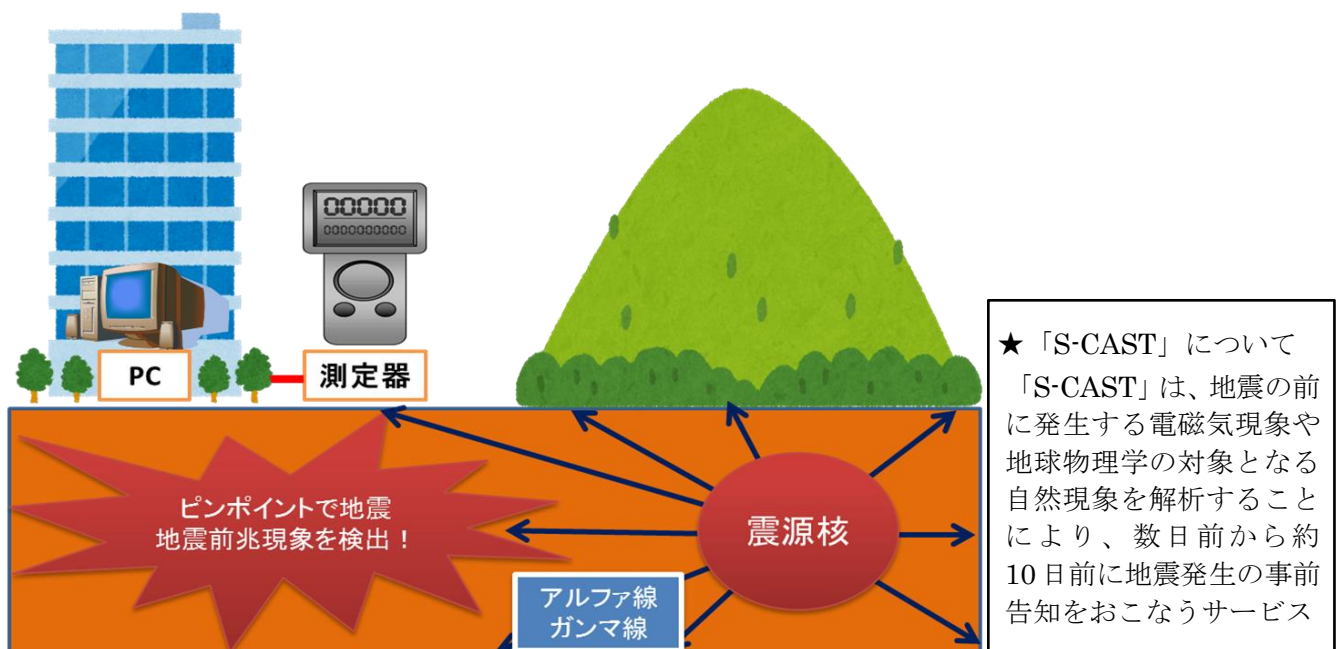 00000
0000000000
PC
測定器
ピンポイントで地震
地震前兆現象を検出！
震源核
アルファ線
ガンマ線
★「S-CAST」について
「S-CAST」は、地震の前
に発生する電磁気現象や
地球物理学の対象となる
自然現象を解析すること
により、数日前から約
10日前に地震発生の事前
告知をおこなうサービス